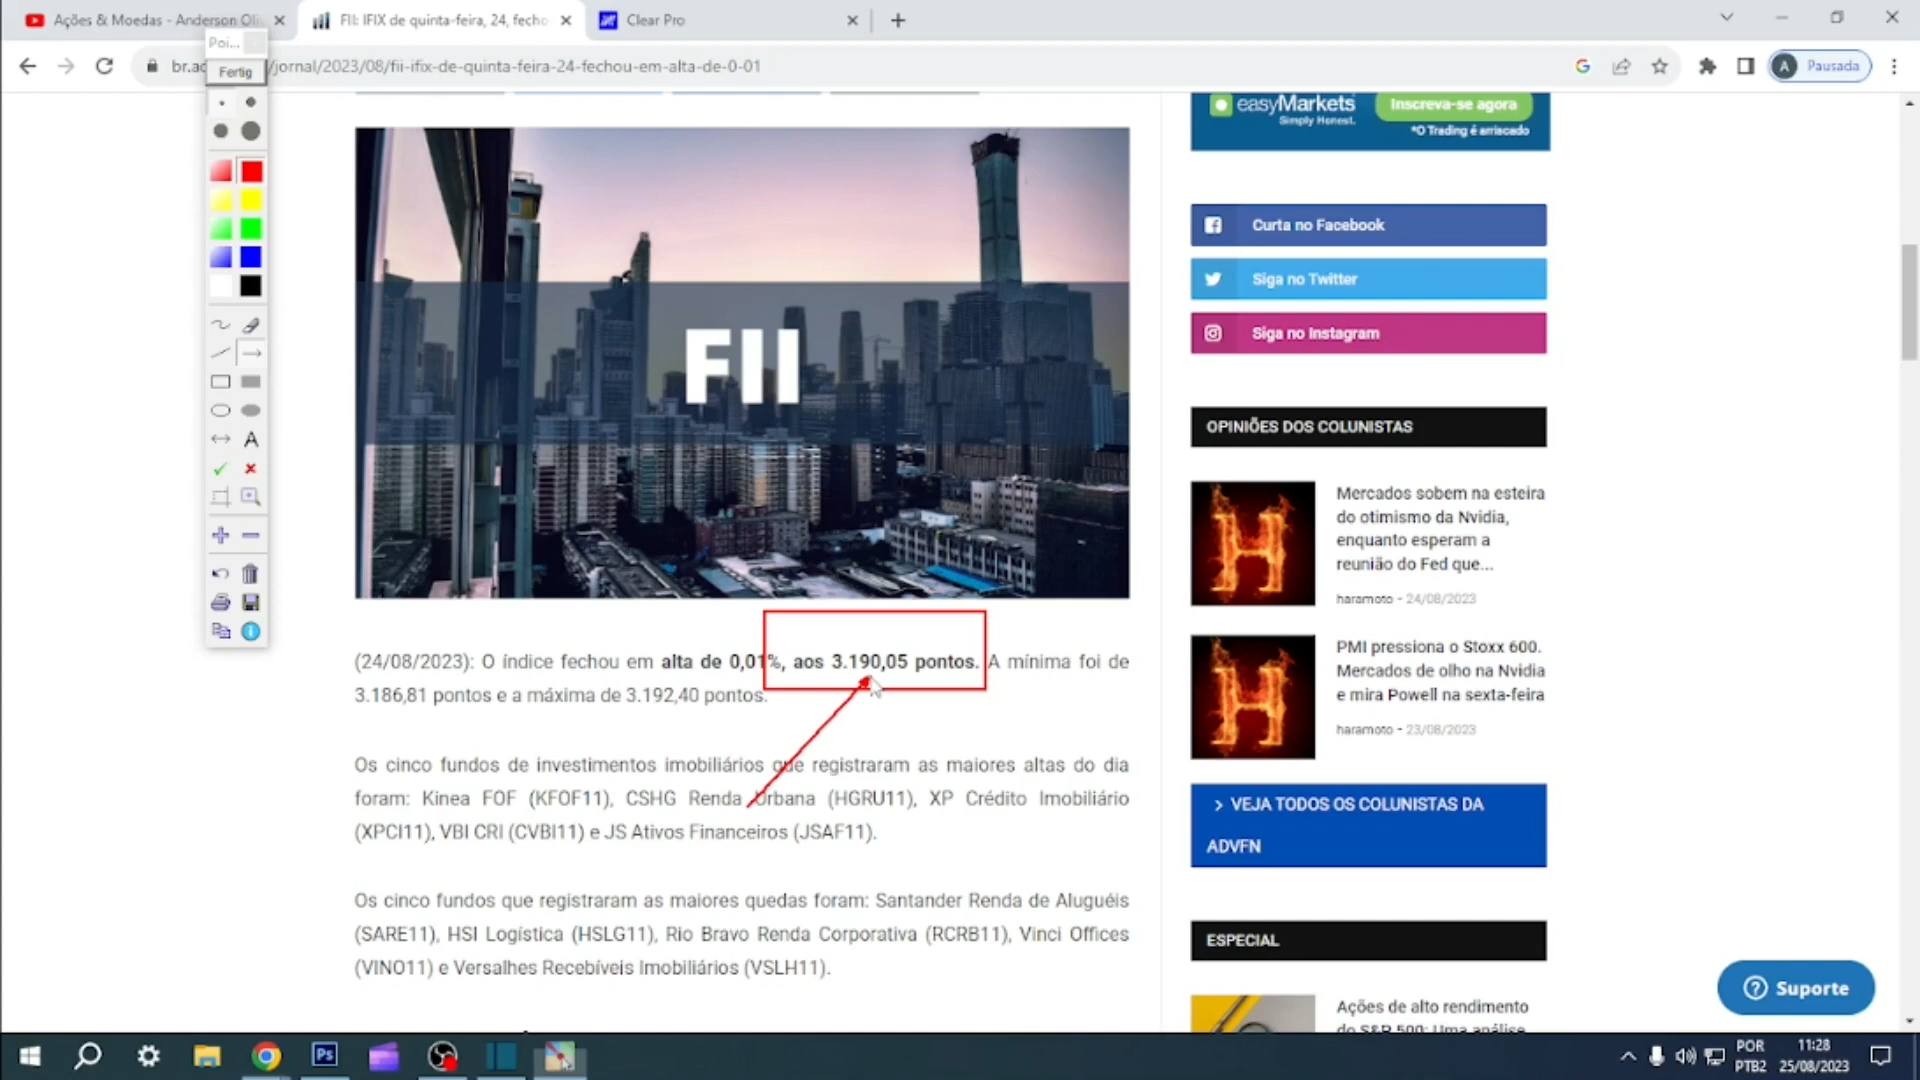 Ações & Moedas - Anderson Oli
FII: IFIX de quinta-feira, 24, fecho
Clear Pro
Poi...
Fertig
/jornal/2023/08/fii-ifix-de-quinta-feira-24-fechou-em-alta-de-0-01
A Pausada
easyMarkets
Simply Honest.
Inscreva-se agora
*O Trading é arriscado
FII
Curta no Facebook
Siga no Twitter
Siga no Instagram
OPINIÕES DOS COLUNISTAS
H
Mercados sobem na esteira
do otimismo da Nvidia,
enquanto esperam a
reunião do Fed que...
haramoto - 24/08/2023
H
PMI pressiona o Stoxx 600.
Mercados de olho na Nvidia
e mira Powell na sexta-feira
haramoto - 23/08/2023
> VEJA TODOS OS COLUNISTAS DA
ADVFN
ESPECIAL
Ações de alto rendimento
do S&P 500: Uma análise
(24/08/2023): O índice fechou em alta de 0,01%, aos 3.190,05 pontos. A mínima foi de
3.186,81 pontos e a máxima de 3.192,40 pontos.
Os cinco fundos de investimentos imobiliários que registraram as maiores altas do dia
foram: Kinea FOF (KFOF11), CSHG Renda Urbana (HGRU11), XP Crédito Imobiliário
(XPCI11), VBI CRI (CVBI11) e JS Ativos Financeiros (JSAF11).
Os cinco fundos que registraram as maiores quedas foram: Santander Renda de Aluguéis
(SARE11), HSI Logística (HSLG11), Rio Bravo Renda Corporativa (RCRB11), Vinci Offices
(VINO11) e Versalhes Recebíveis Imobiliários (VSLH11).
Suporte
Ps
POR
PTB2
11:28
25/08/2023